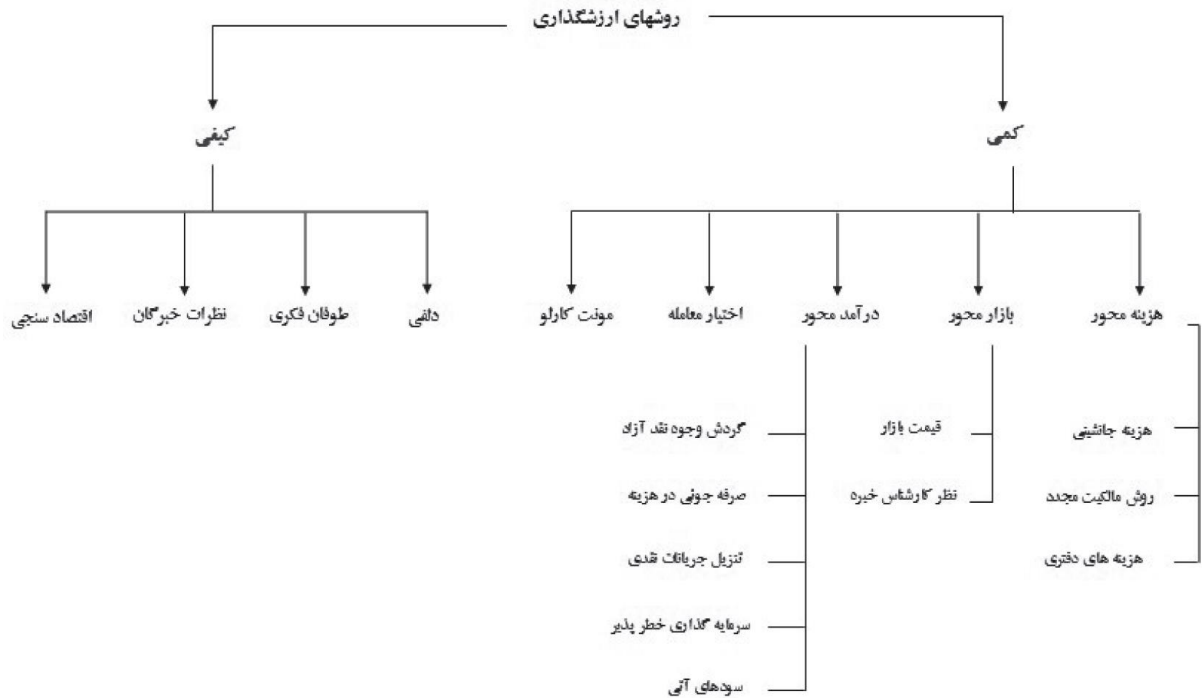 روشهای ارزشگذاری
کمی
کیفی
هزینه محور
بازار محور
درآمد محور
اختیار معامله
مونت کارلو
دلفی
طوفان فکری
نظرات خبرگان
اقتصاد سنجی
هزینه جانشینی
روش مالکیت مجدد
هزینه های دفتری
قیمت بازار
نظر کارشناس خبره
گردش وجوه نقد آزاد
صرفه جوئی در هزینه
تنزیل جریانات نقدی
سرمایه گذاری خطر پذیر
سودهای آتی